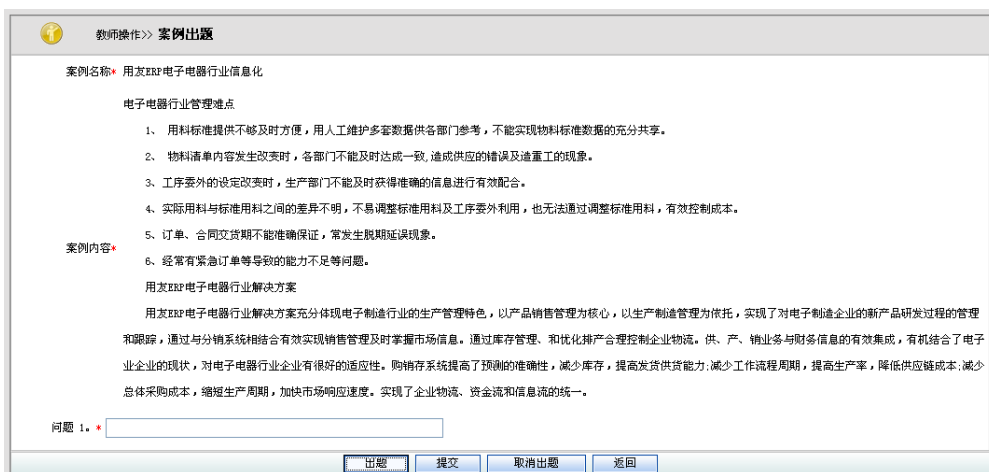 教师操作>> 案例出题
案例名称* 用友ERP电子电器行业信息化
电子电器行业管理难点
1、 用料标准提供不够及时方便，用人工维护多套数据供各部门参考，不能实现物料标准数据的充分共享。
2、 物料清单内容发生改变时，各部门不能及时达成一致,造成供应的错误及造重工的现象。
3、工序委外的设定改变时，生产部门不能及时获得准确的信息进行有效配合。
4、实际用料与标准用料之间的差异不明，不易调整标准用料及工序委外利用，也无法通过调整标准用料，有效控制成本。
5、订单、合同交货期不能准确保证，常发生脱期延误现象。
案例内容*
6、经常有紧急订单等导致的能力不足等问题。
用友ERP电子电器行业解决方案
用友ERP电子电器行业解决方案充分体现电子制造行业的生产管理特色，以产品销售管理为核心，以生产制造管理为依托，实现了对电子制造企业的新产品研发过程的管理
和跟踪，通过与分销系统相结合有效实现销售管理及时掌握市场信息。通过库存管理、和优化排产合理控制企业物流。供、产、销业务与财务信息的有效集成，有机结合了电子
业企业的现状，对电子电器行业企业有很好的适应性。购销存系统提高了预测的准确性，减少库存，提高发货供货能力;减少工作流程周期，提高生产率，降低供应链成本;减少
总体采购成本，缩短生产周期，加快市场响应速度。实现了企业物流、资金流和信息流的统一。
问题 1。*
出题 提交 取消出题 返回